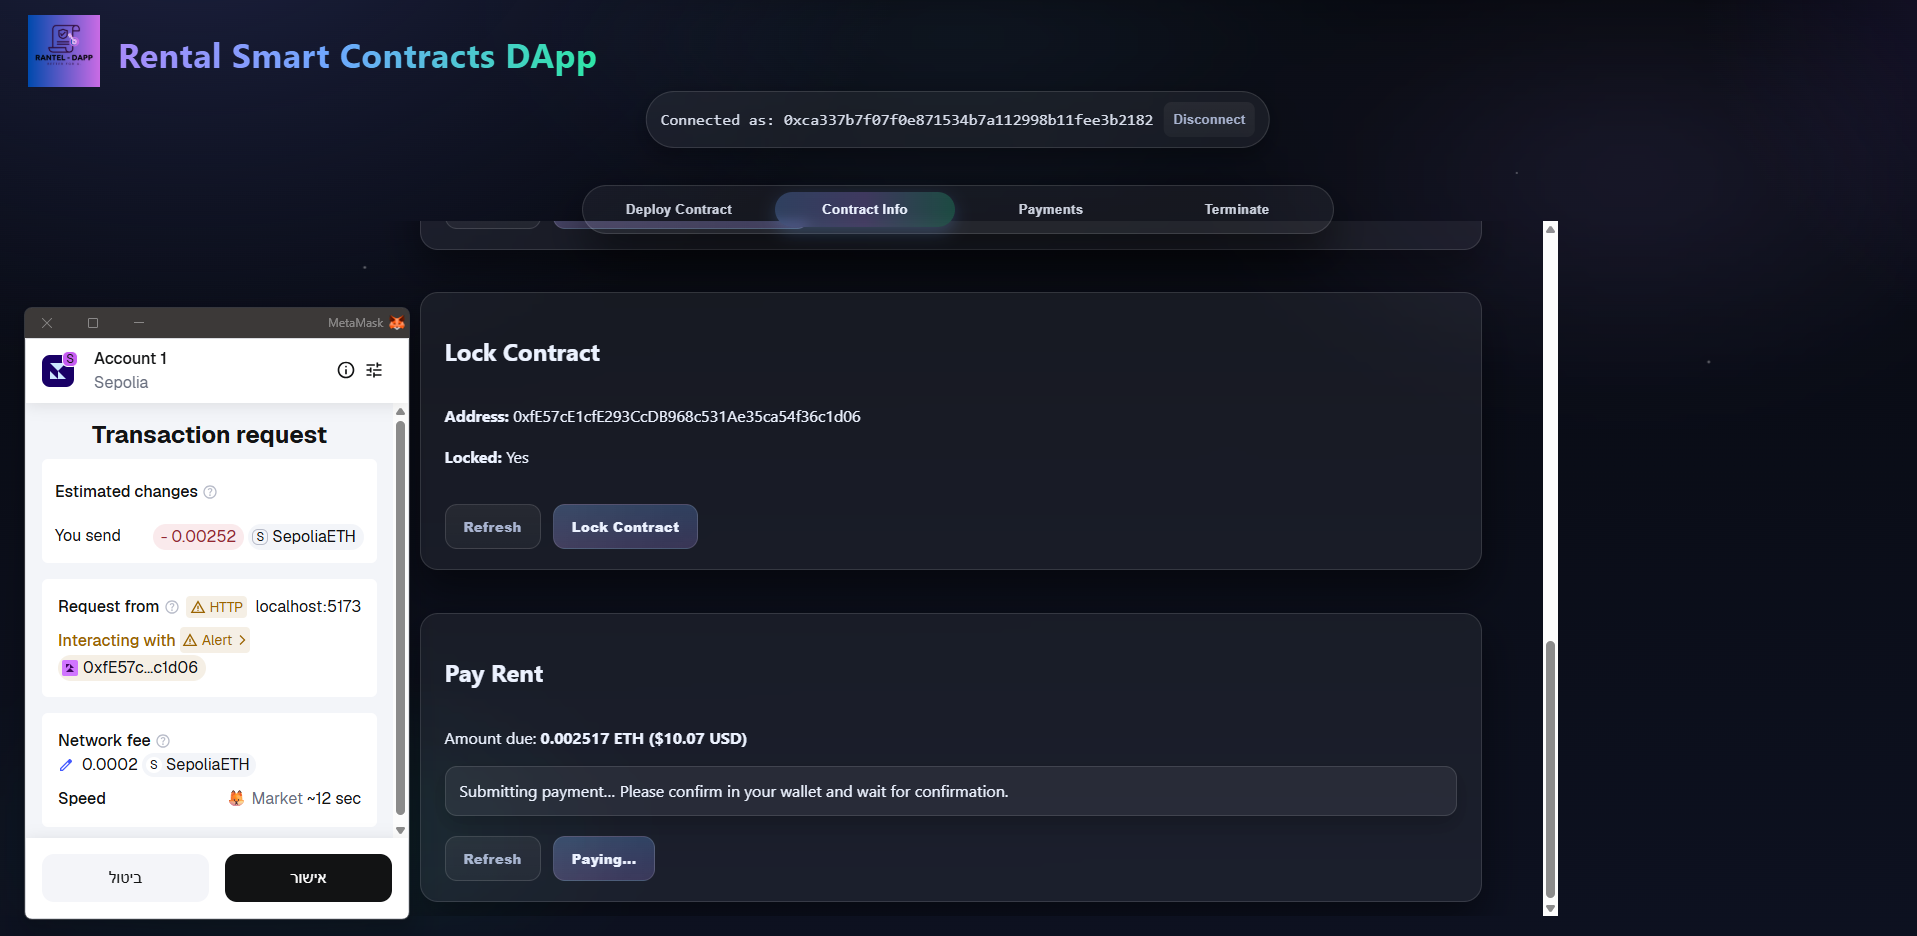 RANTEL - DAPP
Rental Smart Contracts DApp
Connected as: 0xca337b7f07f0e871534b7a112998b11fee3b2182 Disconnect
Deploy Contract Contract Info Payments Terminate
Lock Contract
Address: 0xfE57cE1cfE293CcDB968c531Ae35ca54f36c1d06
Locked: Yes
Refresh Lock Contract
Pay Rent
Amount due: 0.002517 ETH ($10.07 USD)
Submitting payment... Please confirm in your wallet and wait for confirmation.
Refresh Paying...
MetaMask
S
Account 1
Sepolia
Transaction request
Estimated changes
You send - 0.00252 S SepoliaETH
Request from HTTP localhost:5173
Interacting with Alert >
0xfE57c...c1d06
Network fee
0.0002 S SepoliaETH
Speed Market ~12 sec
ביטול אישור